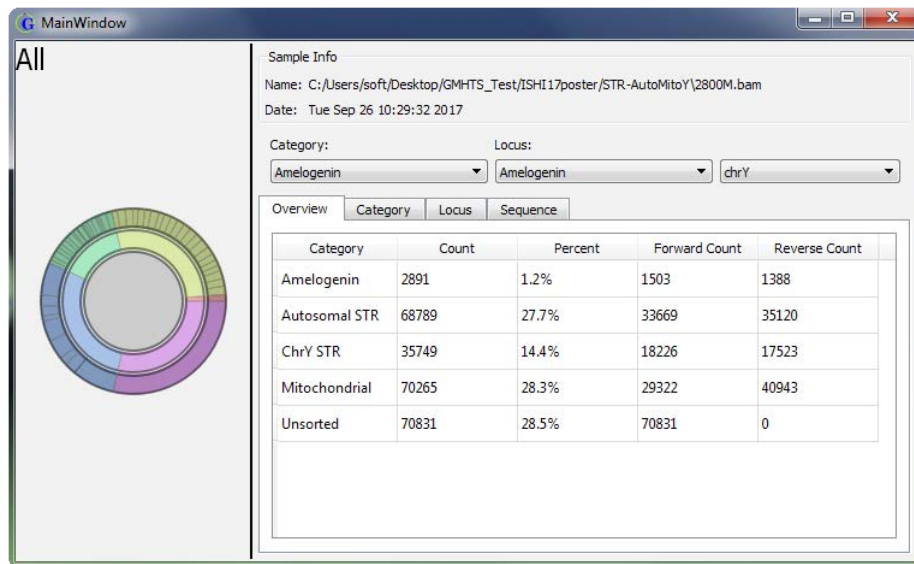 MainWindow
All
Sample Info
Name: C:/Users/soft/Desktop/GMHTS_Test/ISHI17poster/STR-AutoMitoY\2800M.bam
Date: Tue Sep 26 10:29:32 2017
Category: Locus:
Amelogenin Amelogenin chrY
Overview Category Locus Sequence
Category Count Percent Forward Count Reverse Count
Amelogenin 2891 1.2% 1503 1388
Autosomal STR 68789 27.7% 33669 35120
ChrY STR 35749 14.4% 18226 17523
Mitochondrial 70265 28.3% 29322 40943
Unsorted 70831 28.5% 70831 0